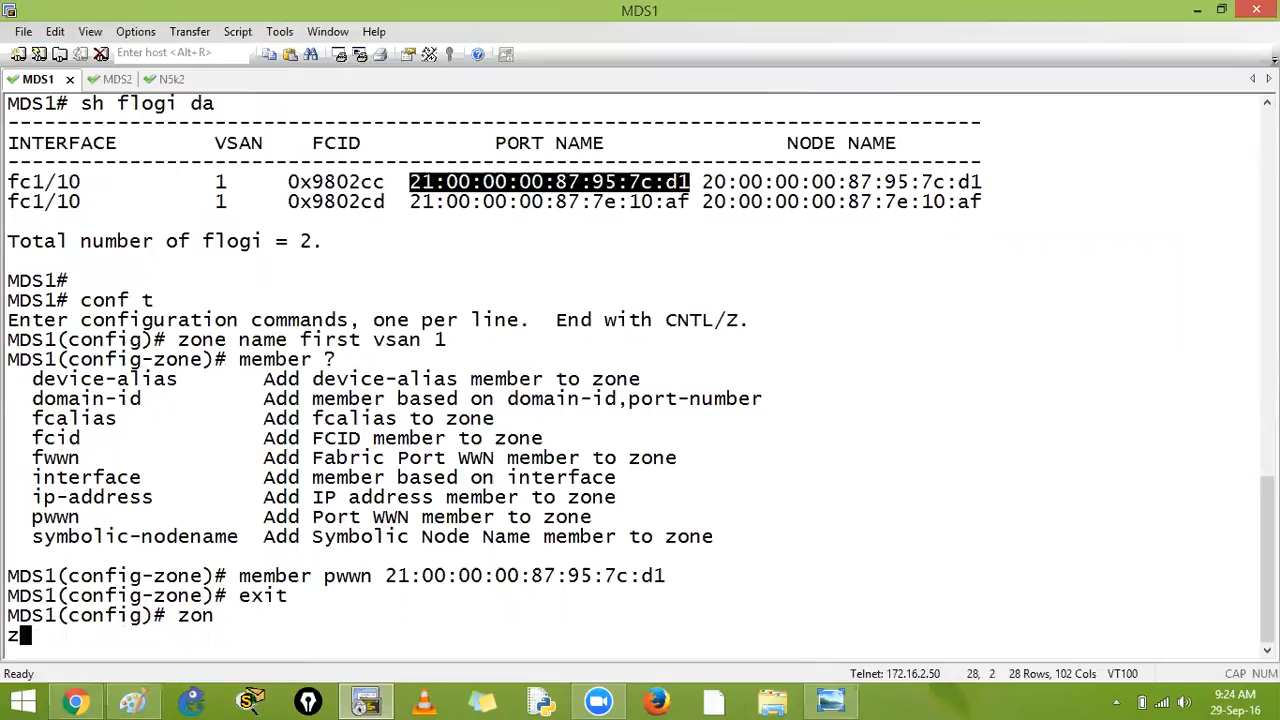 MDS1
File Edit View Options Transfer Script Tools Window Help
Enter host <Alt+R>
MDS1 MDS2 N5k2
MDS1# sh flogi da
--------------------------------------------------------------------------------
INTERFACE VSAN FCID PORT NAME NODE NAME
--------------------------------------------------------------------------------
fc1/10 1 0x9802cc 21:00:00:00:87:95:7c:d1 20:00:00:00:87:95:7c:d1
fc1/10 1 0x9802cd 21:00:00:00:87:7e:10:af 20:00:00:00:87:7e:10:af
Total number of flogi = 2.
MDS1#
MDS1# conf t
Enter configuration commands, one per line. End with CNTL/Z.
MDS1(config)# zone name first vsan 1
MDS1(config-zone)# member ?
device-alias Add device-alias member to zone
domain-id Add member based on domain-id,port-number
fcalias Add fcalias to zone
fcid Add FCID member to zone
fwwn Add Fabric Port WWN member to zone
interface Add member based on interface
ip-address Add IP address member to zone
pwwn Add Port WWN member to zone
symbolic-nodename Add Symbolic Node Name member to zone
MDS1(config-zone)# member pwwn 21:00:00:00:87:95:7c:d1
MDS1(config-zone)# exit
MDS1(config)# zon
z
Ready Telnet: 172.16.2.50 28, 2 28 Rows, 102 Cols VT100 CAP NUM
9:24 AM
29-Sep-16